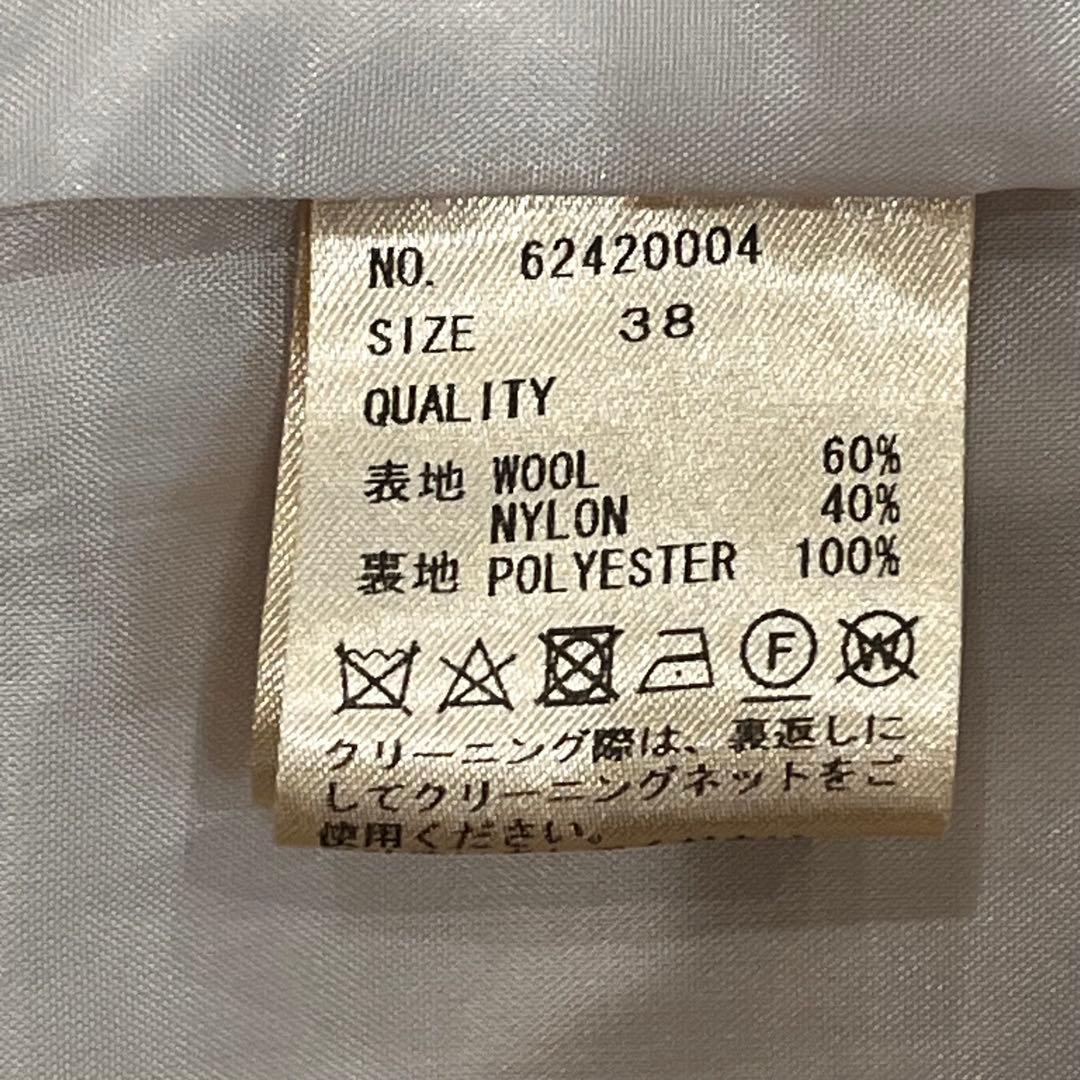 NO. 62420004
SIZE 38
QUALITY
表地 WOOL 60%
NYLON 40%
裏地 POLYESTER 100%
F W
クリーニング際は、裏返しに
してクリーニングネットをご
使用ください。